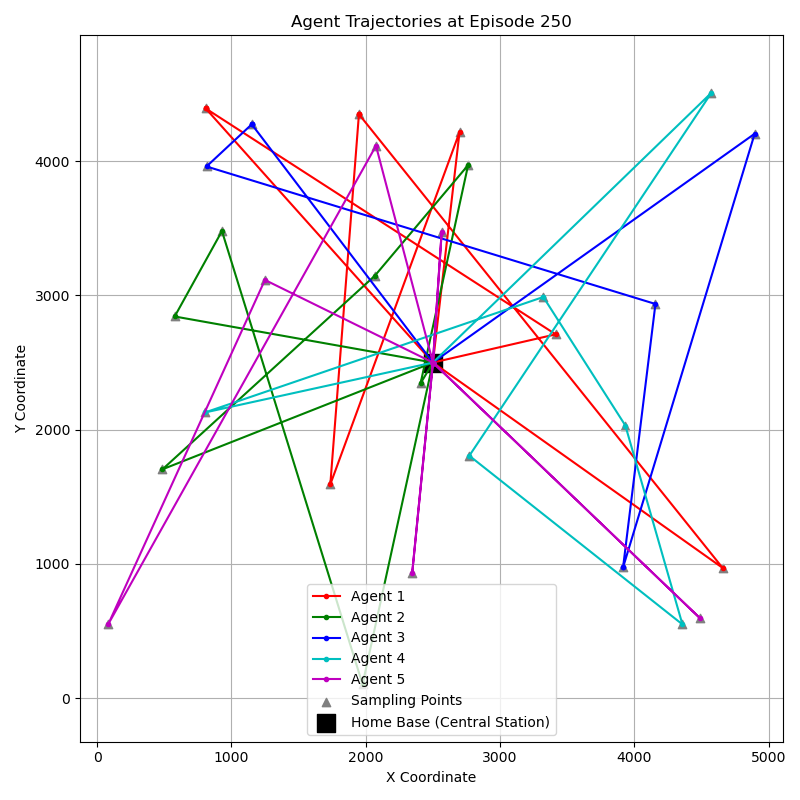 Agent Trajectories at Episode 250
Y Coordinate
4000
3000
2000
1000
0
Agent 1
Agent 2
Agent 3
Agent 4
Agent 5
Sampling Points
Home Base (Central Station)
0 1000 2000 3000 4000 5000
X Coordinate